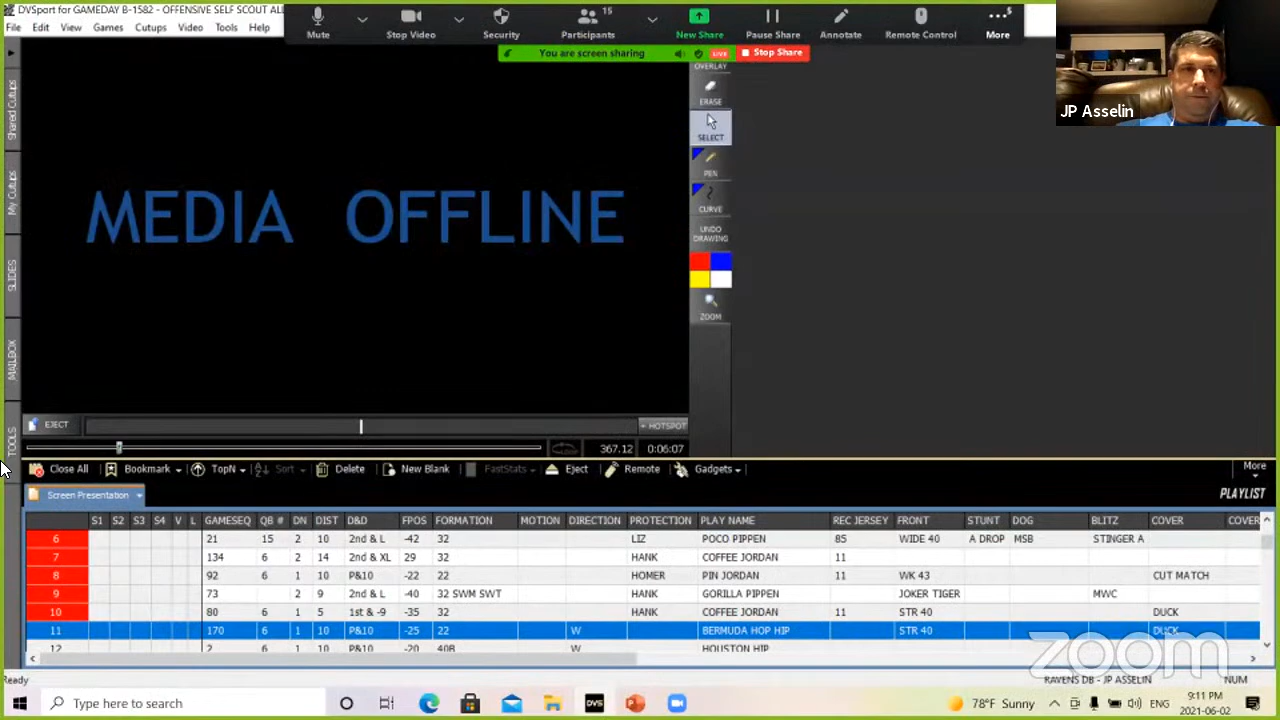 DVSport for GAMEDAY B-1582 - OFFENSIVE SELF SCOUT ALL
File Edit View Games Cutups Video Tools Help
Mute Stop Video Security 15 Participants New Share Pause Share Annotate Remote Control $ More
You are screen sharing LIVE Stop Share
JP Asselin
Shared Cutups
My Cutups
SLIDES
MAILBOX
TOOLS
MEDIA OFFLINE
OVERLAY
ERASE
SELECT
PEN
CURVE
UNDO
DRAWING
ZOOM
EJECT + HOTSPOT
367.12 0:06:07
Close All Bookmark TopN Sort Delete New Blank FastStats Eject Remote Gadgets More
Screen Presentation PLAYLIST
S1 S2 S3 S4 V L GAMESEQ QB # DN DIST D&D FPOS FORMATION MOTION DIRECTION PROTECTION PLAY NAME REC JERSEY FRONT STUNT DOG BLITZ COVER COVER
6 21 15 2 10 2nd & L -42 32 LIZ POCO PIPPEN 85 WIDE 40 A DROP MSB STINGER A
7 134 6 2 14 2nd & XL 29 32 HANK COFFEE JORDAN 11
8 92 6 1 10 P&10 -22 22 HOMER PIN JORDAN 11 WK 43 CUT MATCH
9 73 2 9 2nd & L -40 32 SWM SWT HANK GORILLA PIPPEN JOKER TIGER MWC
10 80 6 1 5 1st & -9 -35 32 HANK COFFEE JORDAN 11 STR 40 DUCK
11 170 6 1 10 P&10 -25 22 W BERMUDA HOP HIP STR 40 DUCK
12 2 6 1 10 P&10 -20 40B W HOUSTON HIP
zoom
Ready RAVENS DB - JP ASSELIN NUM
Type here to search DVS 78°F Sunny ENG 9:11 PM
2021-06-02